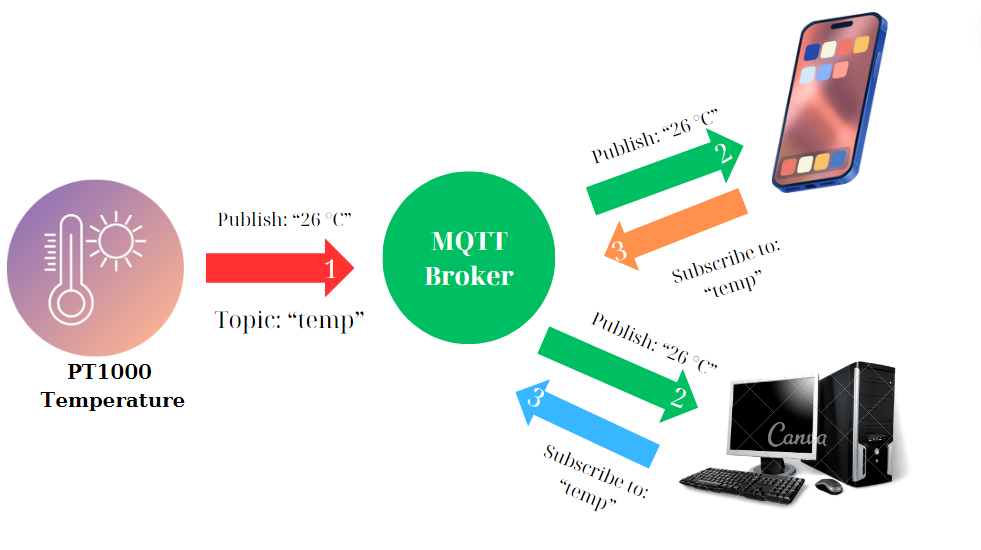 PT1000
Temperature
Publish: “26 °C”
1
Topic: “temp”
MQTT
Broker
Publish: “26 °C”
2
3
Subscribe to:
“temp”
Publish: “26 °C”
2
3
Subscribe to:
“temp”
Canva